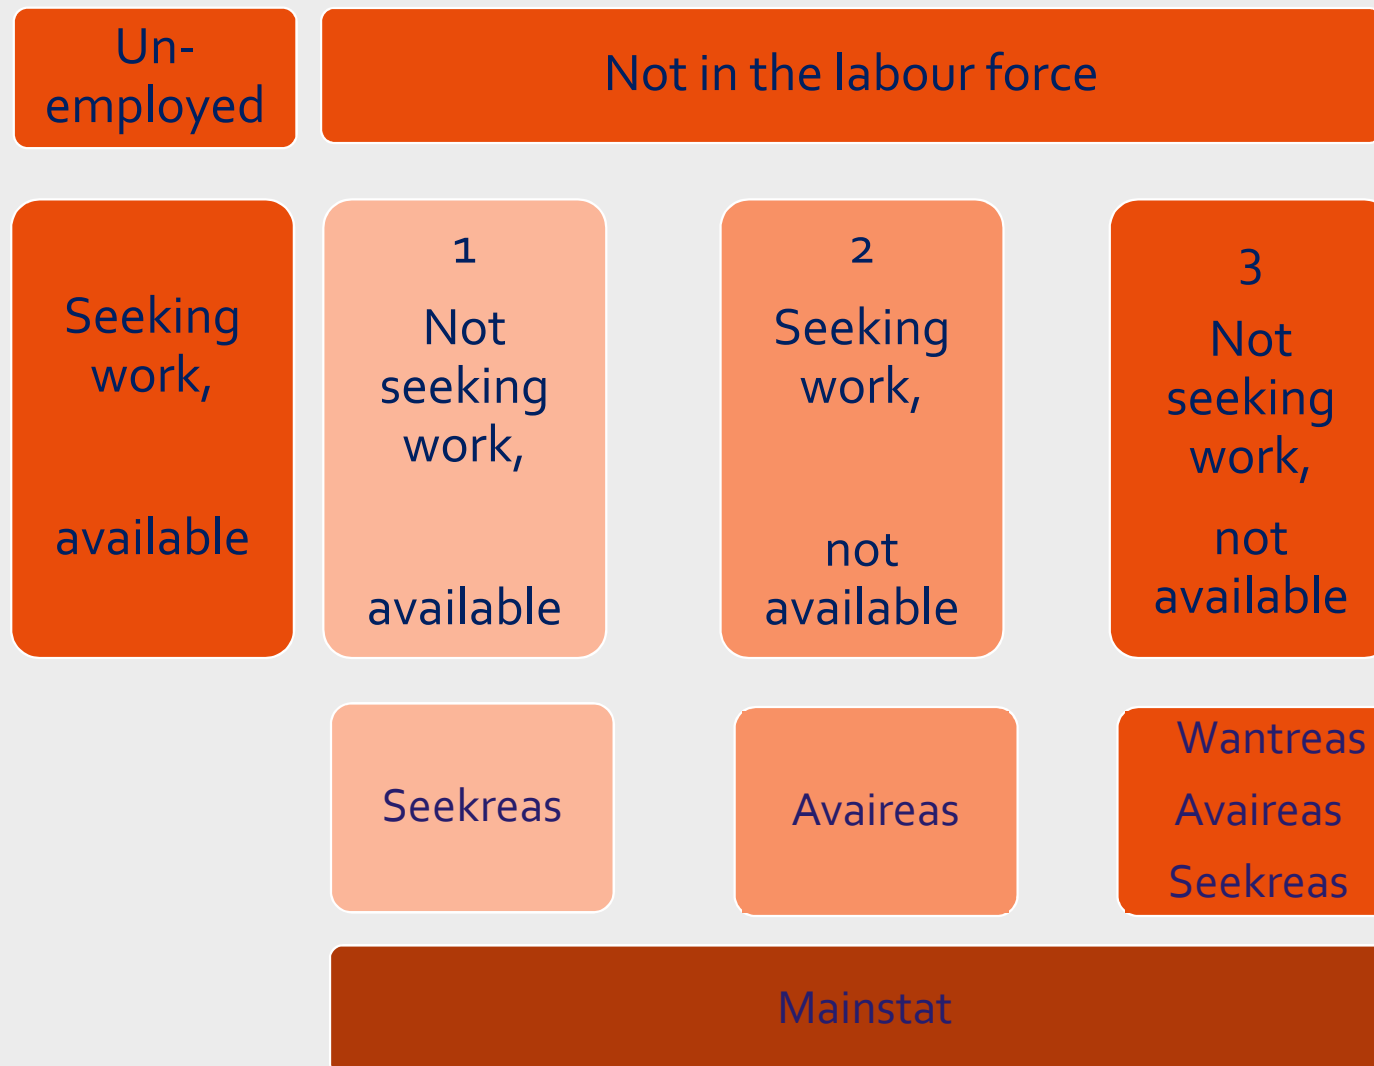 Un-
employed
Not in the labour force
Seeking
work,
available
1
Not
seeking
work,
available
2
Seeking
work,
not
available
3
Not
seeking
work,
not
available
Seekreas
Avaireas
Wantreas
Avaireas
Seekreas
Mainstat